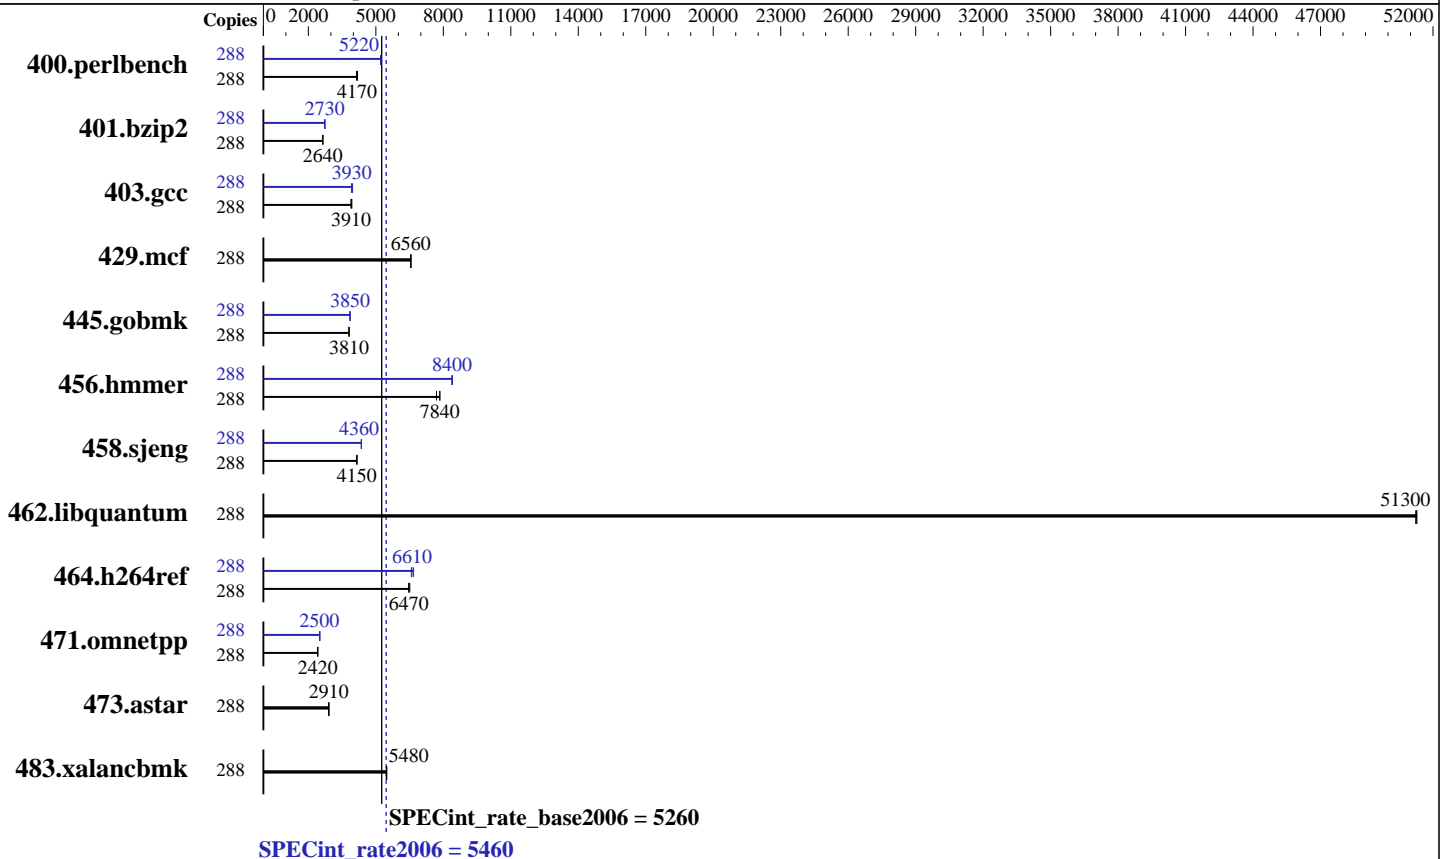 Copies 0 2000 5000 8000 11000 14000 17000 20000 23000 26000 29000 32000 35000 38000 41000 44000 47000 52000
400.perlbench 288 5220
288 4170
401.bzip2 288 2730
288 2640
403.gcc 288 3930
288 3910
429.mcf 288 6560
445.gobmk 288 3850
288 3810
456.hmmer 288 8400
288 7840
458.sjeng 288 4360
288 4150
462.libquantum 288 51300
464.h264ref 288 6610
288 6470
471.omnetpp 288 2500
288 2420
473.astar 288 2910
483.xalancbmk 288 5480
SPECint_rate_base2006 = 5260
SPECint_rate2006 = 5460